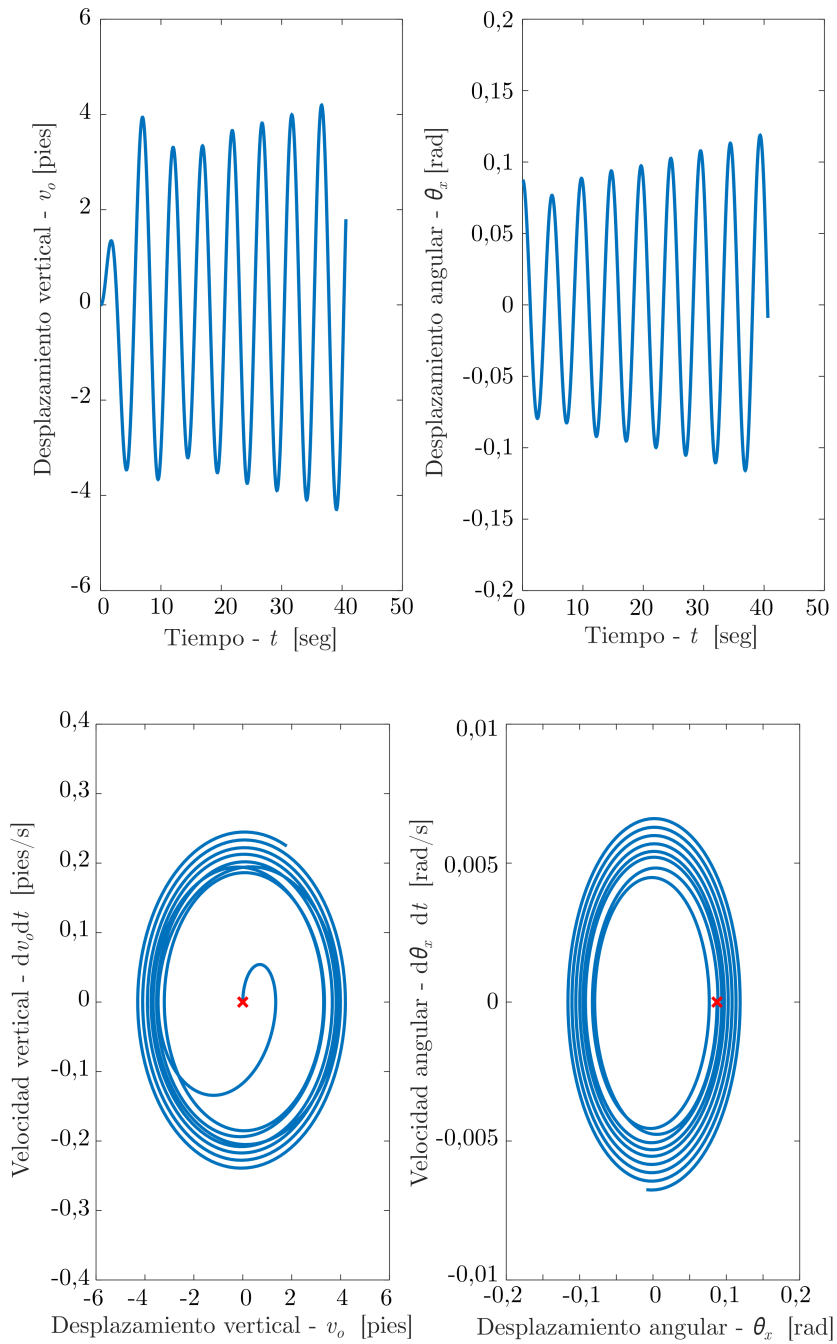 Desplazamiento vertical - v_o [pies]
6
4
2
0
-2
-4
-6
0 10 20 30 40 50
Tiempo - t [seg]
Desplazamiento angular - θ_x [rad]
0,2
0,15
0,1
0,05
0
-0,05
-0,1
-0,15
-0,2
0 10 20 30 40 50
Tiempo - t [seg]
Velocidad vertical - dv_odt [pies/s]
0,4
0,3
0,2
0,1
0
-0,1
-0,2
-0,3
-0,4
-6 -4 -2 0 2 4 6
Desplazamiento vertical - v_o [pies]
Velocidad angular - dθ_x dt [rad/s]
0,01
0,005
0
-0,005
-0,01
-0,2 -0,1 0 0,1 0,2
Desplazamiento angular - θ_x [rad]